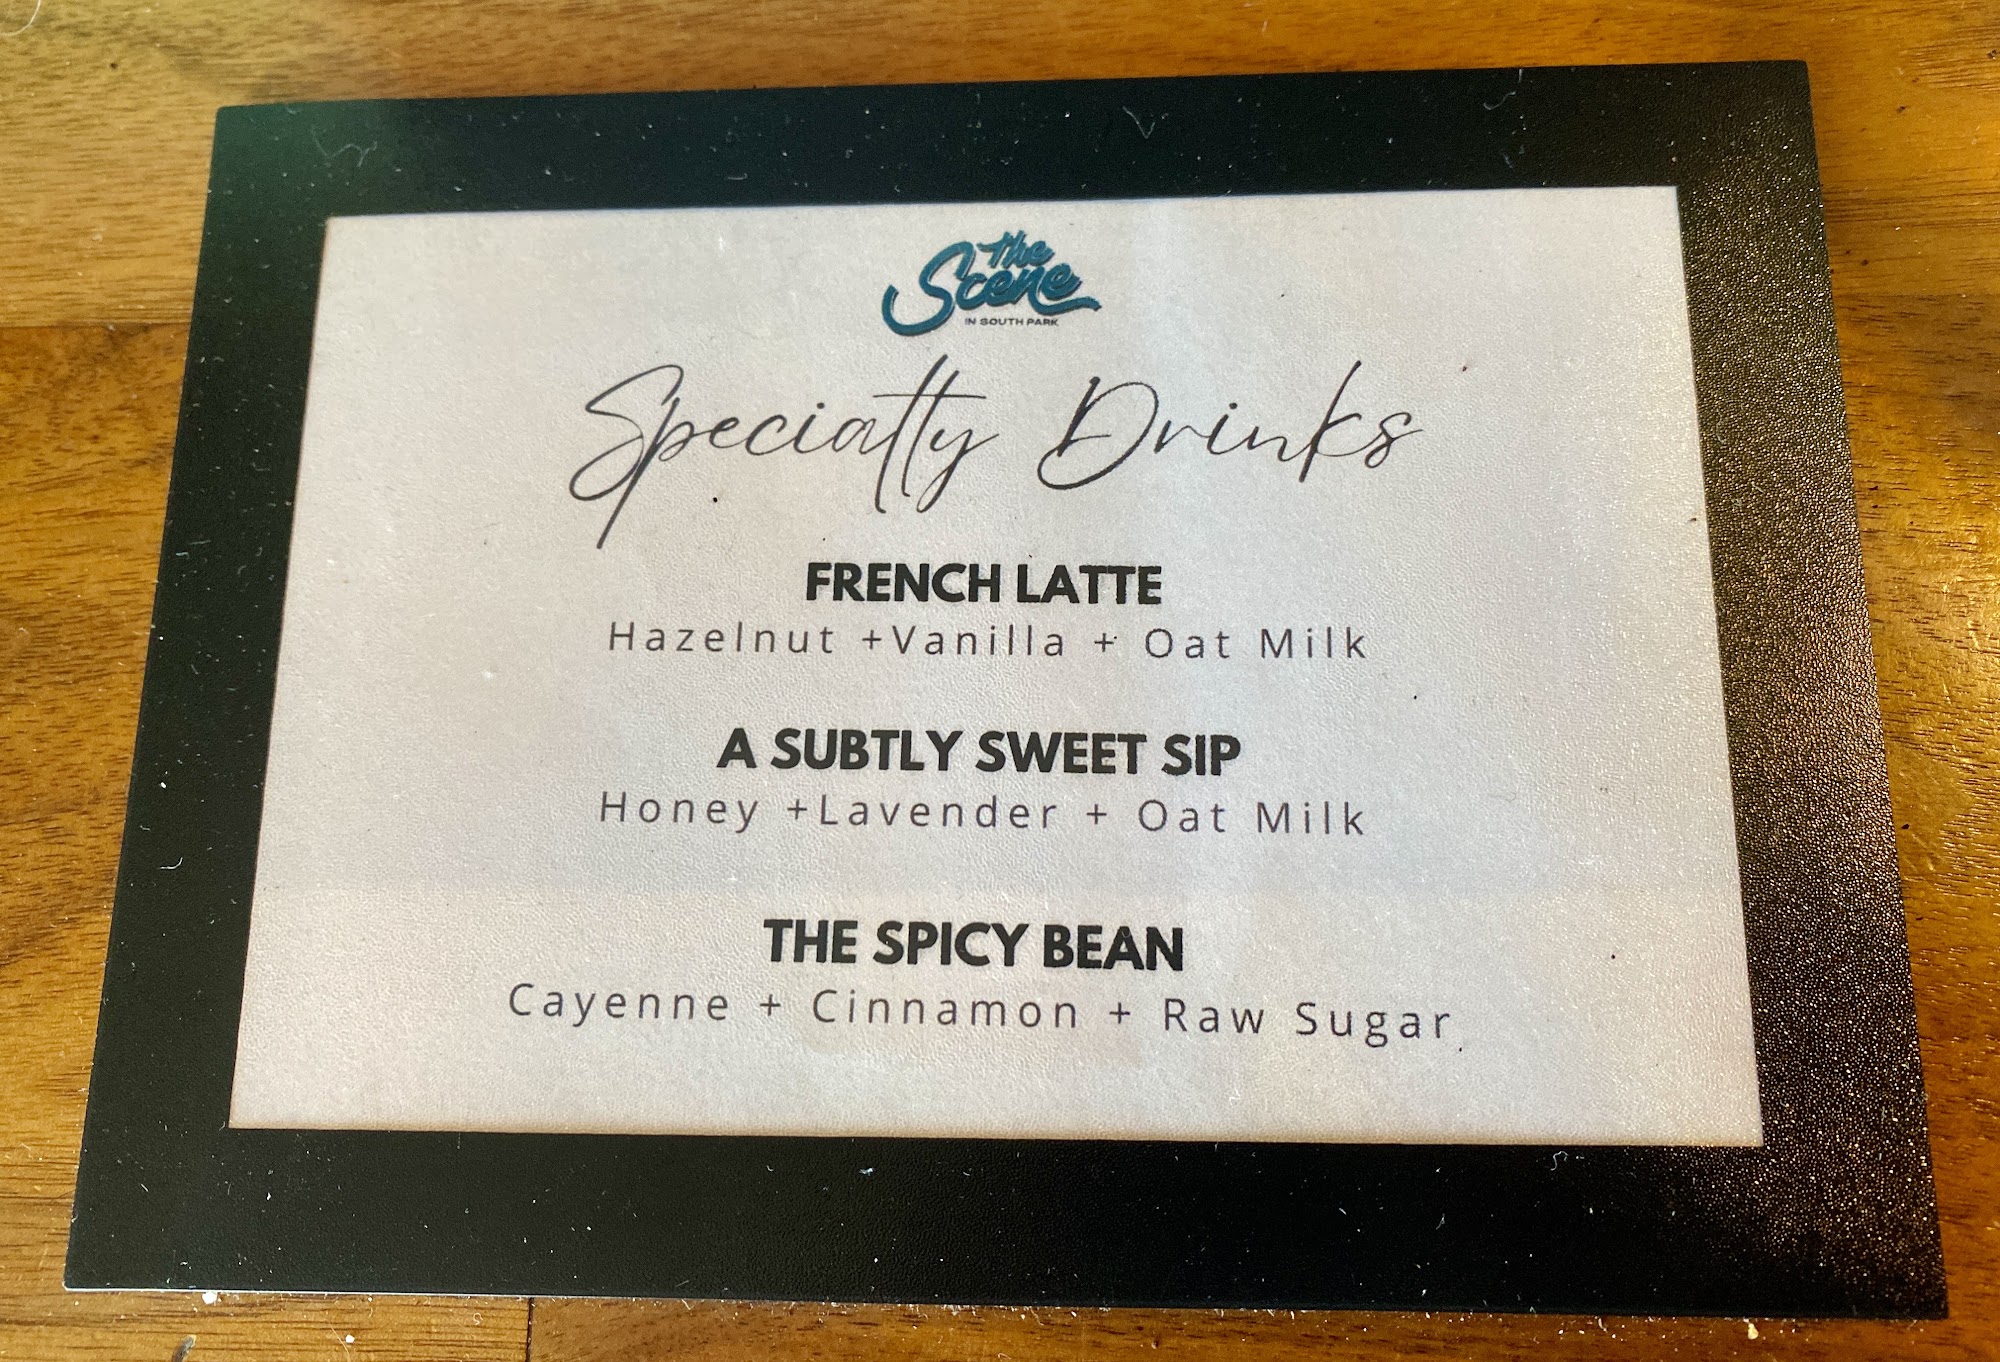 the
Scene
IN SOUTH PARK
Specialty Drinks
FRENCH LATTE
Hazelnut +Vanilla + Oat Milk
A SUBTLY SWEET SIP
Honey +Lavender + Oat Milk
THE SPICY BEAN
Cayenne + Cinnamon + Raw Sugar